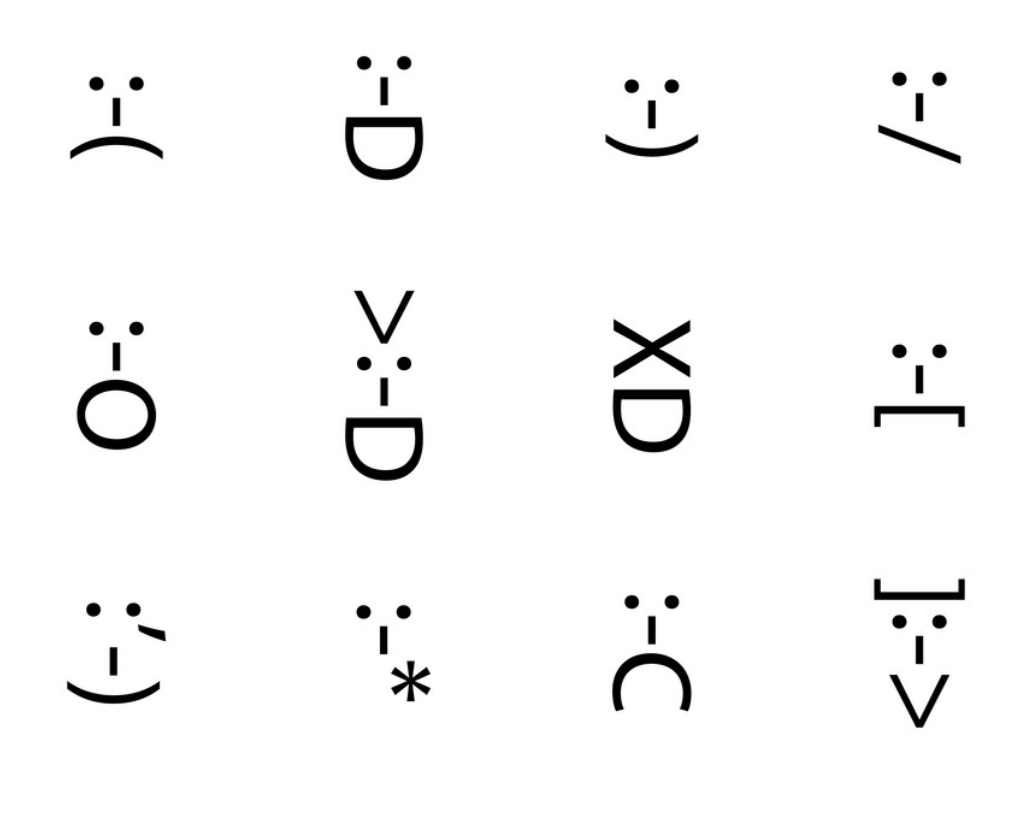 :-( :-D :-) :-/
:-O >:-D XD :-[
;-) :-* :-C ]:->